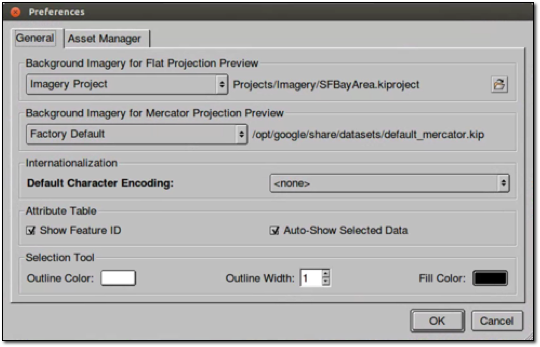 Preferences
General Asset Manager
Background Imagery for Flat Projection Preview
Imagery Project Projects/Imagery/SFBayArea.kiproject
Background Imagery for Mercator Projection Preview
Factory Default /opt/google/share/datasets/default_mercator.kip
Internationalization
Default Character Encoding: <none>
Attribute Table
Show Feature ID Auto-Show Selected Data
Selection Tool
Outline Color: Outline Width: 1 Fill Color:
OK Cancel